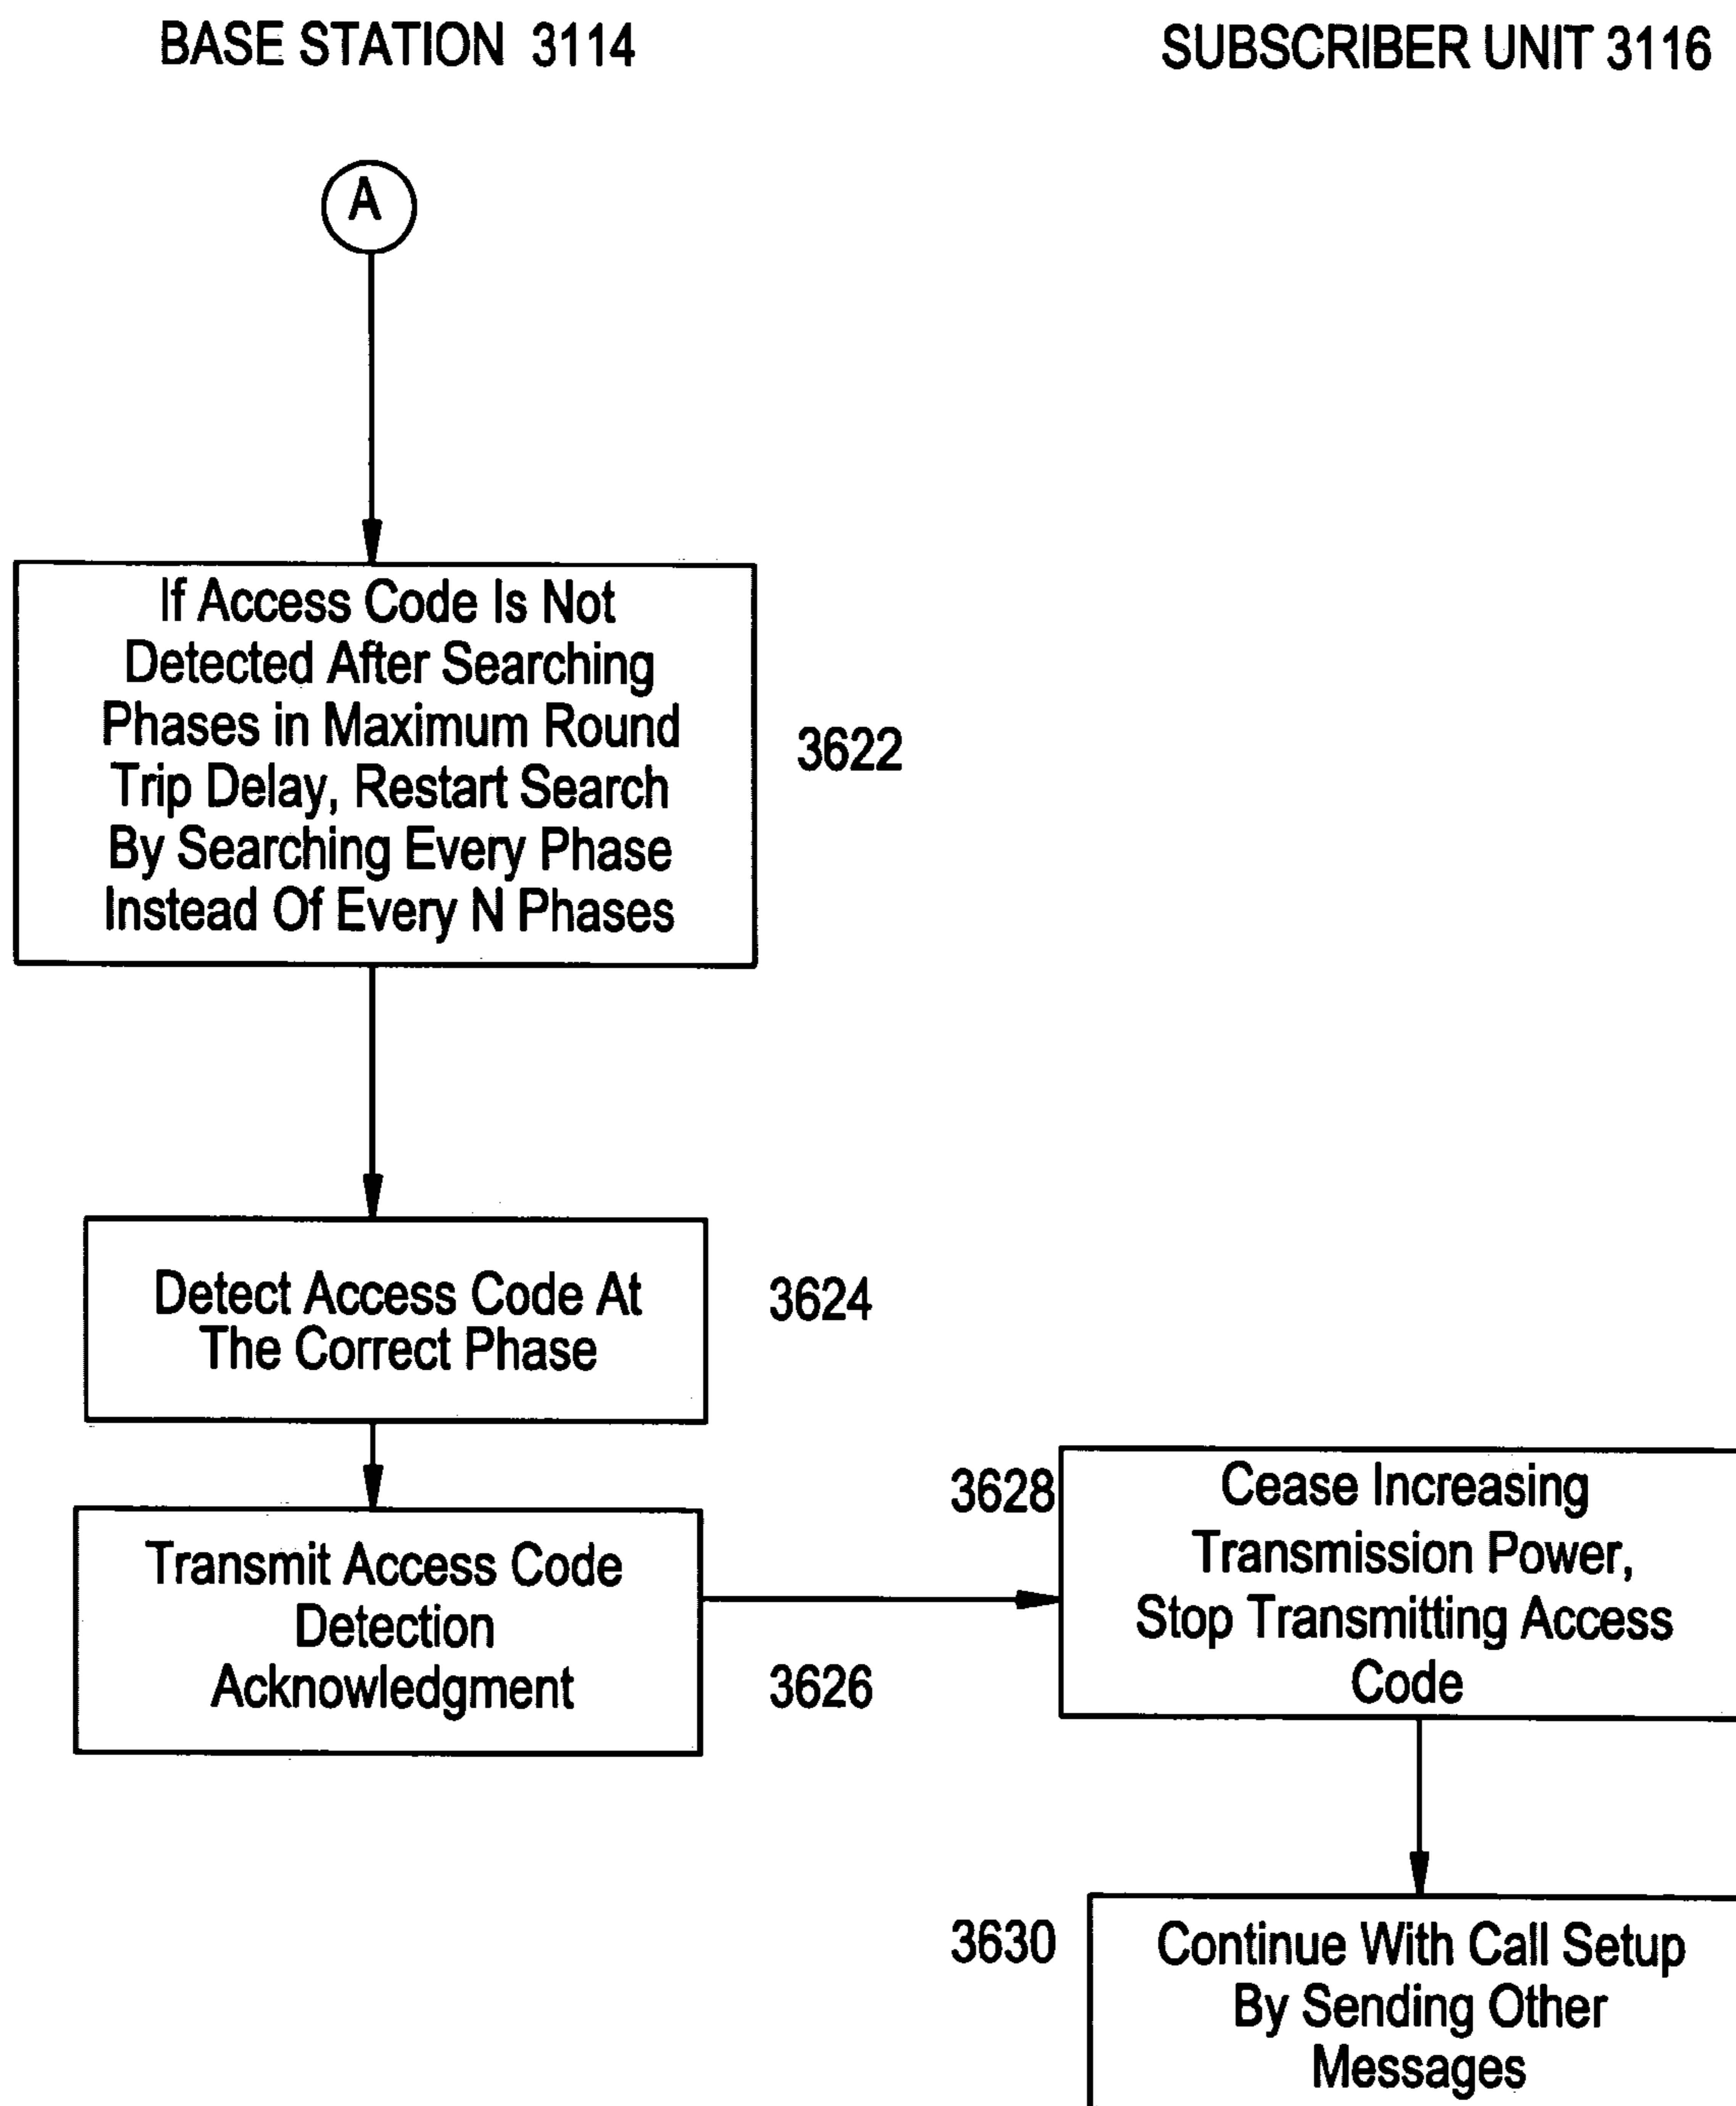 BASE STATION 3114
SUBSCRIBER UNIT 3116
A
If Access Code Is Not
Detected After Searching
Phases in Maximum Round
Trip Delay, Restart Search
By Searching Every Phase
Instead Of Every N Phases
3622
Detect Access Code At
The Correct Phase
3624
Transmit Access Code
Detection
Acknowledgment
3626
3628
Cease Increasing
Transmission Power,
Stop Transmitting Access
Code
3630
Continue With Call Setup
By Sending Other
Messages